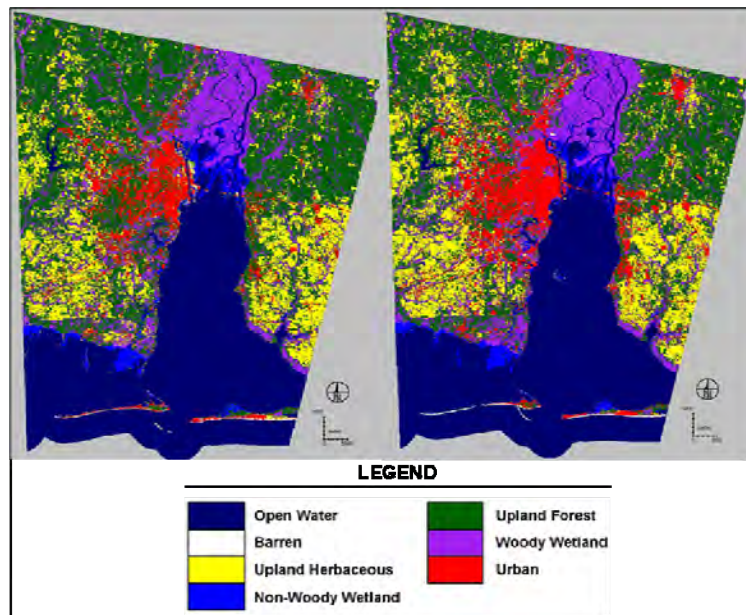 LEGEND
Open Water
Barren
Upland Herbaceous
Non-Woody Wetland
Upland Forest
Woody Wetland
Urban